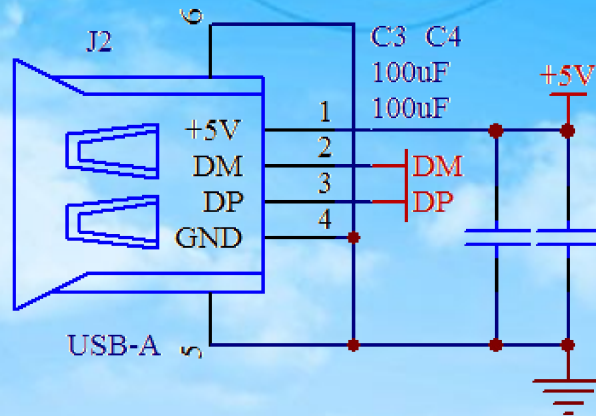 6
J2
C3 C4
100uF
100uF
+5V
+5V
1
DM
2
DM
DP
3
DP
GND
4
USB-A
5